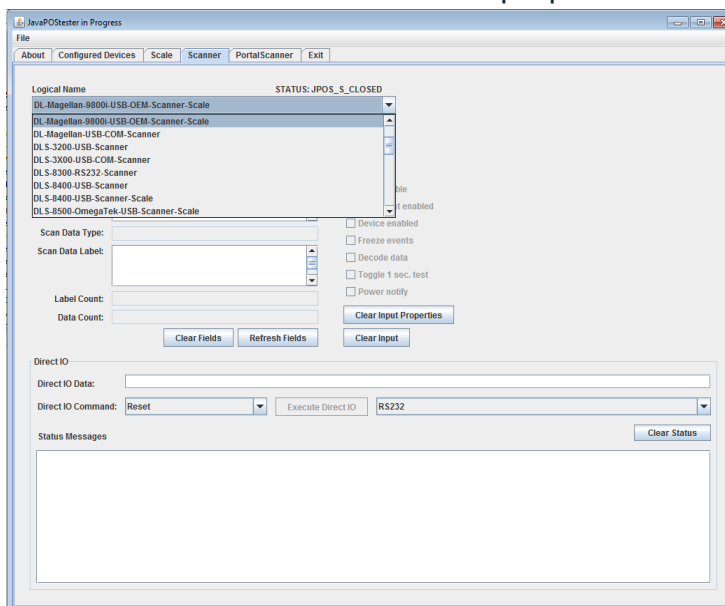 JavaPOStester in Progress
File
About Configured Devices Scale Scanner PortalScanner Exit
Logical Name STATUS: JPOS_S_CLOSED
DL-Magellan-9800i-USB-OEM-Scanner-Scale
DL-Magellan-9800i-USB-OEM-Scanner-Scale
DL-Magellan-USB-COM-Scanner
DLS-3200-USB-Scanner
DLS-3X00-USB-COM-Scanner
DLS-8300-RS232-Scanner
DLS-8400-USB-Scanner
DLS-8400-USB-Scanner-Scale
DLS-8500-OmegaTek-USB-Scanner-Scale
enabled
Device enabled
Scan Data Type:
Freeze events
Scan Data Label:
Decode data
Toggle 1 sec. test
Power notify
Label Count:
Data Count: Clear Input Properties
Clear Fields Refresh Fields Clear Input
Direct IO
Direct IO Data:
Direct IO Command: Reset Execute Direct IO RS232
Clear Status
Status Messages